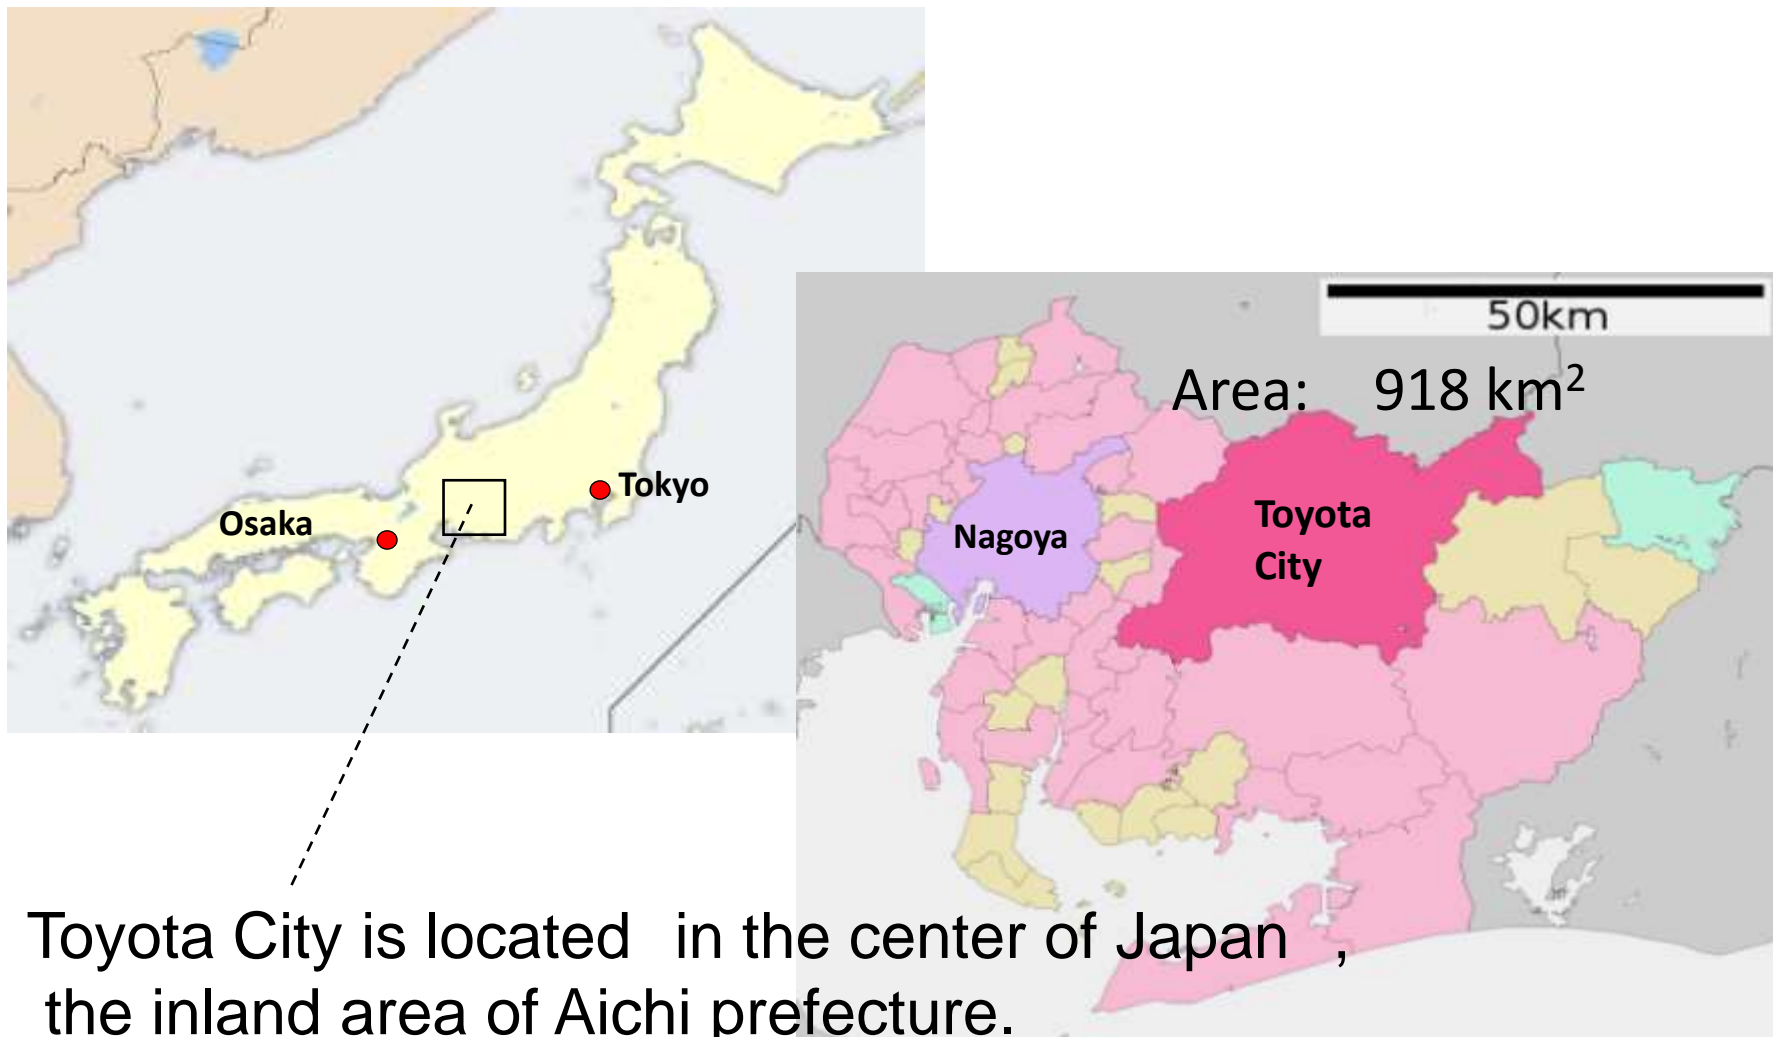 50km
Area: 918 km²
Tokyo
Osaka
Nagoya
Toyota
City
Toyota City is located in the center of Japan ,
the inland area of Aichi prefecture.